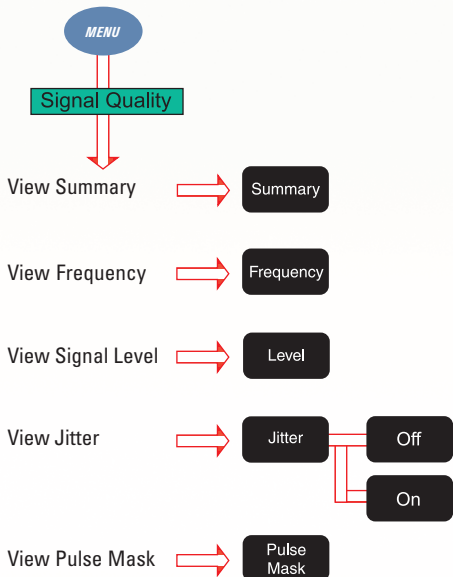 MENU
Signal Quality
View Summary
Summary
View Frequency
Frequency
View Signal Level
Level
View Jitter
Jitter
Off
On
View Pulse Mask
Pulse
Mask